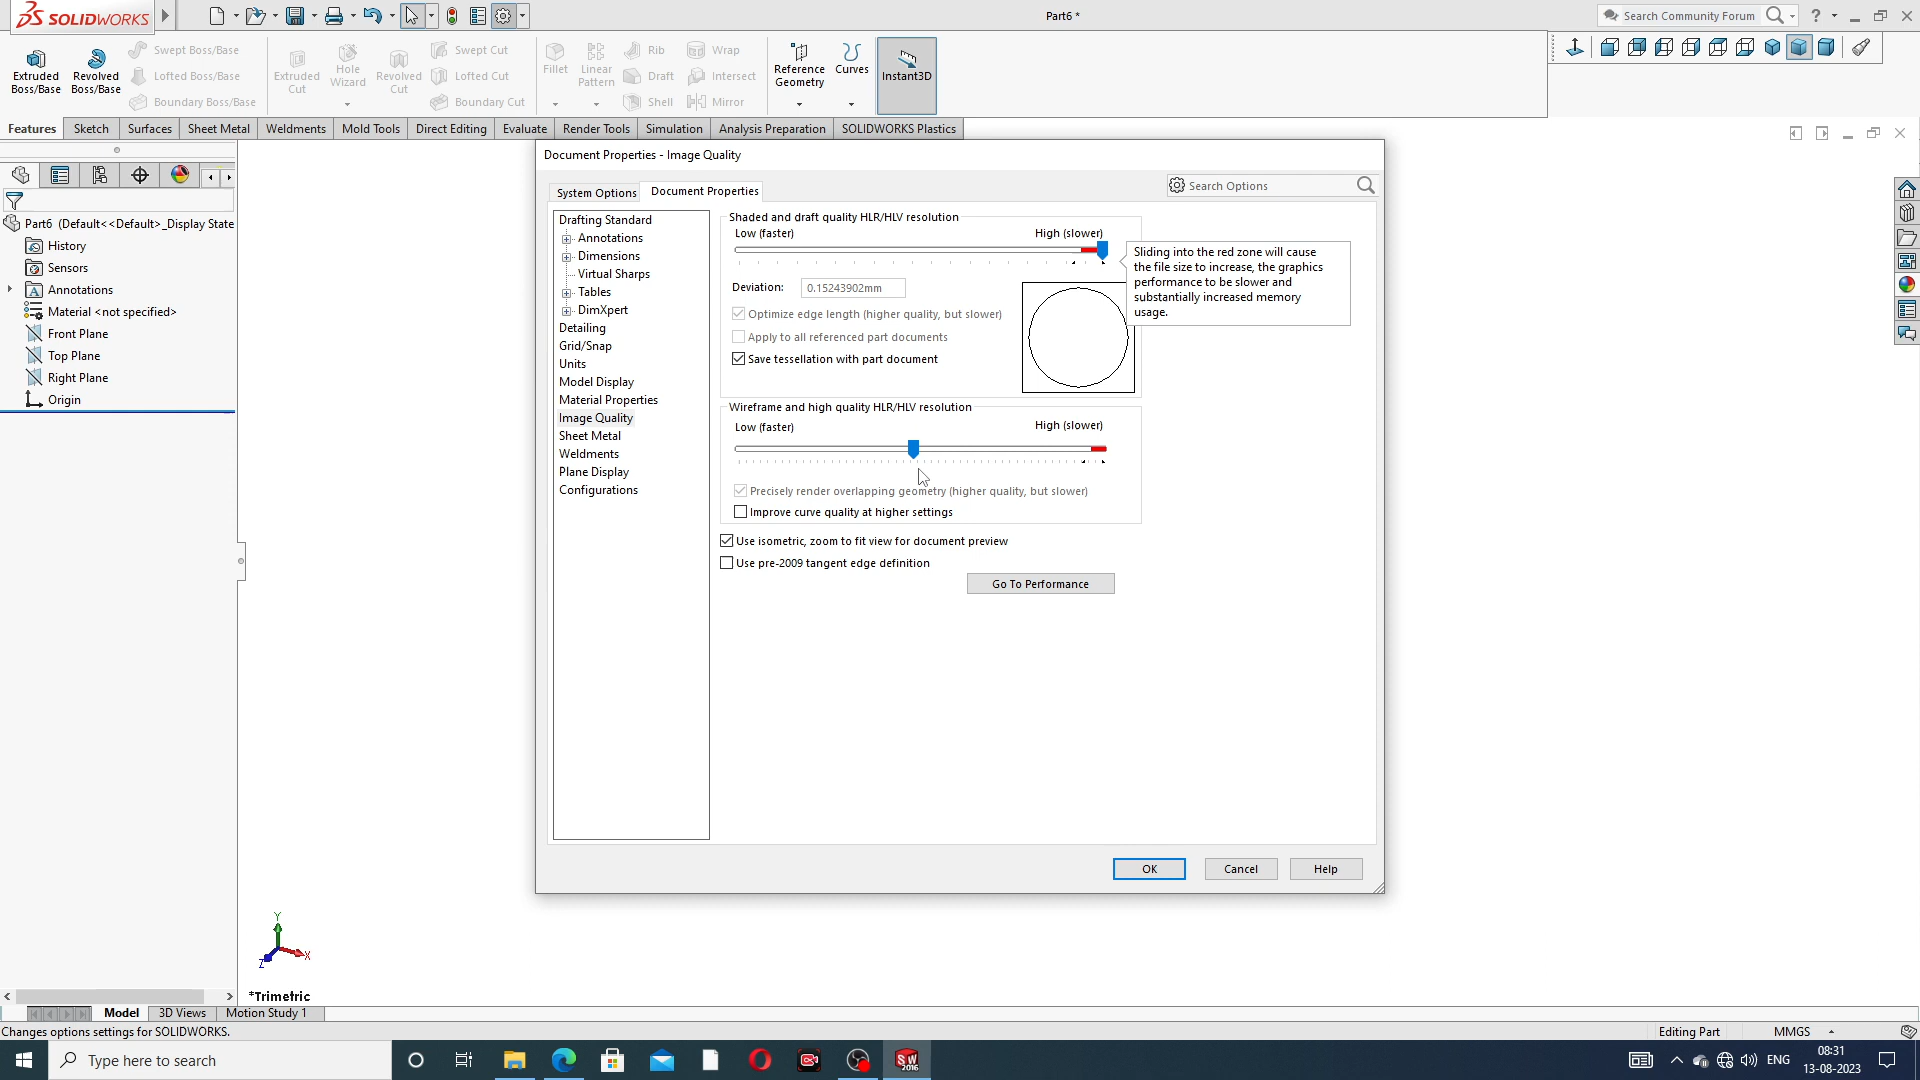 SOLIDWORKS
Part6 *
Search Community Forum
?
Extruded Boss/Base
Revolved Boss/Base
Swept Boss/Base
Lofted Boss/Base
Boundary Boss/Base
Extruded Cut
Hole Wizard
Revolved Cut
Swept Cut
Lofted Cut
Boundary Cut
Fillet
Linear Pattern
Rib
Draft
Shell
Wrap
Intersect
Mirror
Reference Geometry
Curves
Instant3D
Features
Sketch
Surfaces
Sheet Metal
Weldments
Mold Tools
Direct Editing
Evaluate
Render Tools
Simulation
Analysis Preparation
SOLIDWORKS Plastics
Part6 (Default<<Default>_Display State
History
Sensors
Annotations
Material <not specified>
Front Plane
Top Plane
Right Plane
Origin
Document Properties - Image Quality
System Options
Document Properties
Search Options
Drafting Standard
Annotations
Dimensions
Virtual Sharps
Tables
DimXpert
Detailing
Grid/Snap
Units
Model Display
Material Properties
Image Quality
Sheet Metal
Weldments
Plane Display
Configurations
Shaded and draft quality HLR/HLV resolution
Low (faster)
High (slower)
Deviation:
0.15243902mm
Optimize edge length (higher quality, but slower)
Apply to all referenced part documents
Save tessellation with part document
Sliding into the red zone will cause
the file size to increase, the graphics
performance to be slower and
substantially increased memory
usage.
Wireframe and high quality HLR/HLV resolution
Low (faster)
High (slower)
Precisely render overlapping geometry (higher quality, but slower)
Improve curve quality at higher settings
Use isometric, zoom to fit view for document preview
Use pre-2009 tangent edge definition
Go To Performance
OK
Cancel
Help
Y
X
Z
*Trimetric
Model
3D Views
Motion Study 1
Changes options settings for SOLIDWORKS.
Editing Part
MMGS
Type here to search
SW
2016
ENG
08:31
13-08-2023